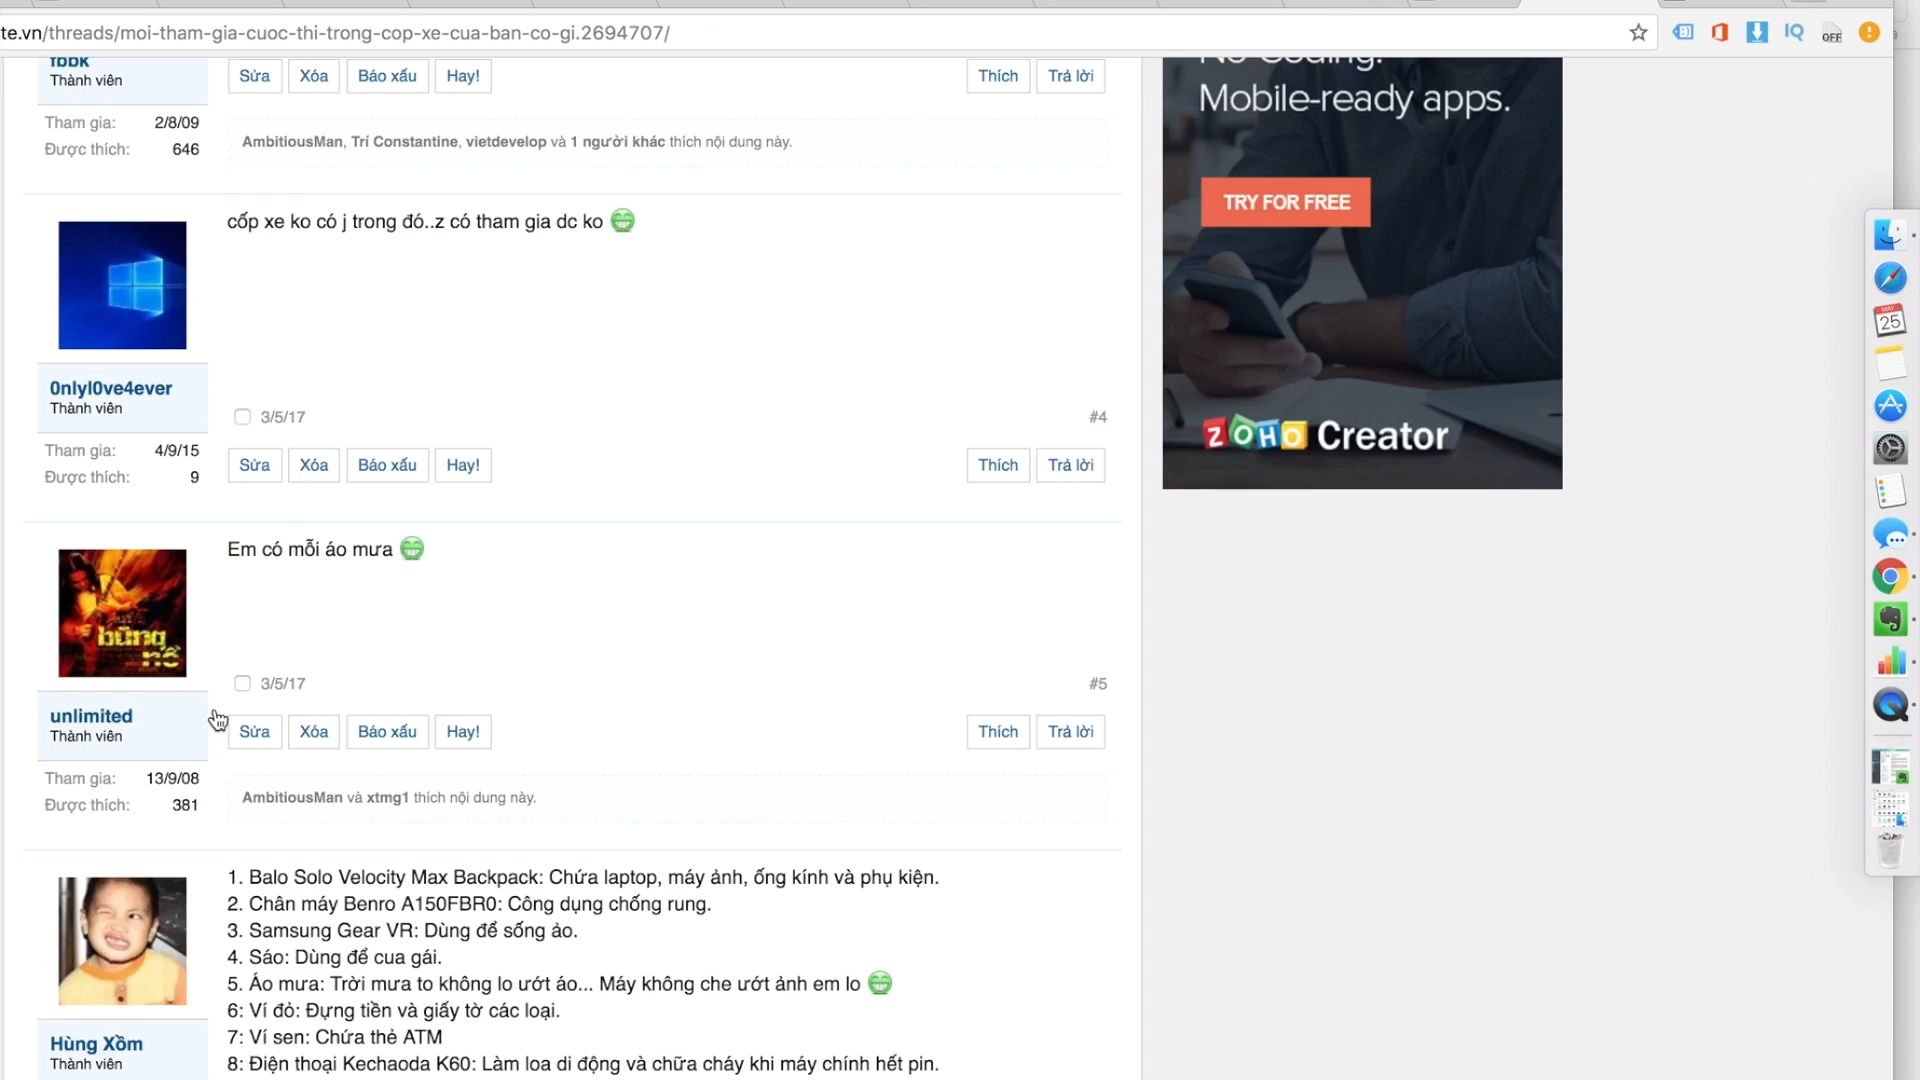 te.vn/threads/moi-tham-gia-cuoc-thi-trong-cop-xe-cua-ban-co-gi.2694707/
IQ
OFF
fbbk
Thành viên
Sửa Xóa Báo xấu Hay! Thích Trả lời
Tham gia: 2/8/09
Được thích: 646
AmbitiousMan, Trí Constantine, vietdevelop và 1 người khác thích nội dung này.
No Coding.
Mobile-ready apps.
TRY FOR FREE
ZOHO Creator
cốp xe ko có j trong đó..z có tham gia dc ko
0nlyl0ve4ever
Thành viên
3/5/17 #4
Tham gia: 4/9/15
Được thích: 9
Sửa Xóa Báo xấu Hay! Thích Trả lời
Em có mỗi áo mưa
bùng
nổ
3/5/17 #5
unlimited
Thành viên
Sửa Xóa Báo xấu Hay! Thích Trả lời
Tham gia: 13/9/08
Được thích: 381
AmbitiousMan và xtmg1 thích nội dung này.
1. Balo Solo Velocity Max Backpack: Chứa laptop, máy ảnh, ống kính và phụ kiện.
2. Chân máy Benro A150FBR0: Công dụng chống rung.
3. Samsung Gear VR: Dùng để sống ảo.
4. Sáo: Dùng để cua gái.
5. Áo mưa: Trời mưa to không lo ướt áo... Máy không che ướt ảnh em lo
6: Ví đỏ: Đựng tiền và giấy tờ các loại.
7: Ví sen: Chứa thẻ ATM
8: Điện thoại Kechaoda K60: Làm loa di động và chữa cháy khi máy chính hết pin.
Hùng Xồm
Thành viên
MAY
25